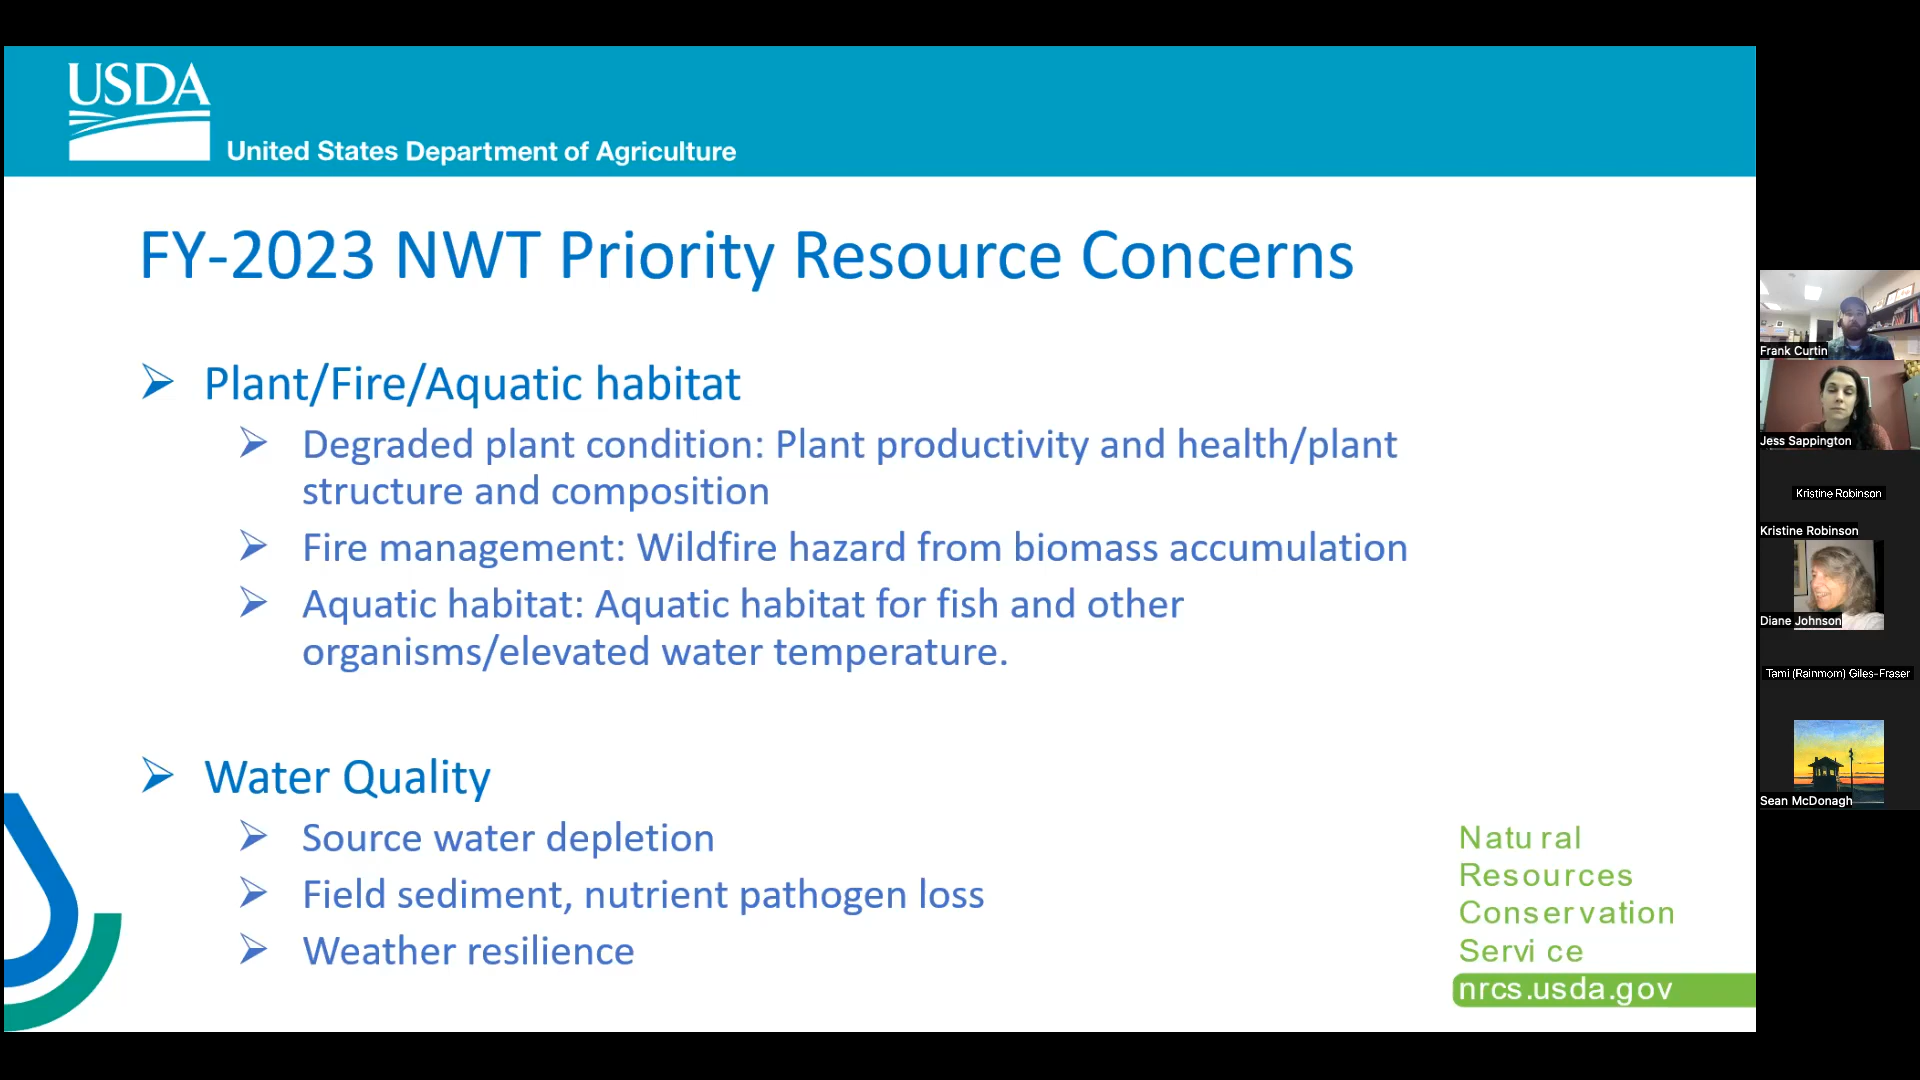 USDA
United States Department of Agriculture
FY-2023 NWT Priority Resource Concerns
Plant/Fire/Aquatic habitat
Degraded plant condition: Plant productivity and health/plant
structure and composition
Fire management: Wildfire hazard from biomass accumulation
Aquatic habitat: Aquatic habitat for fish and other
organisms/elevated water temperature.
Water Quality
Source water depletion
Field sediment, nutrient pathogen loss
Weather resilience
Natural
Resources
Conservation
Service
nrcs.usda.gov
Frank Curtin
Jess Sappington
Kristine Robinson
Kristine Robinson
Diane Johnson
Tami (Rainmom) Giles-Fraser
Sean McDonagh